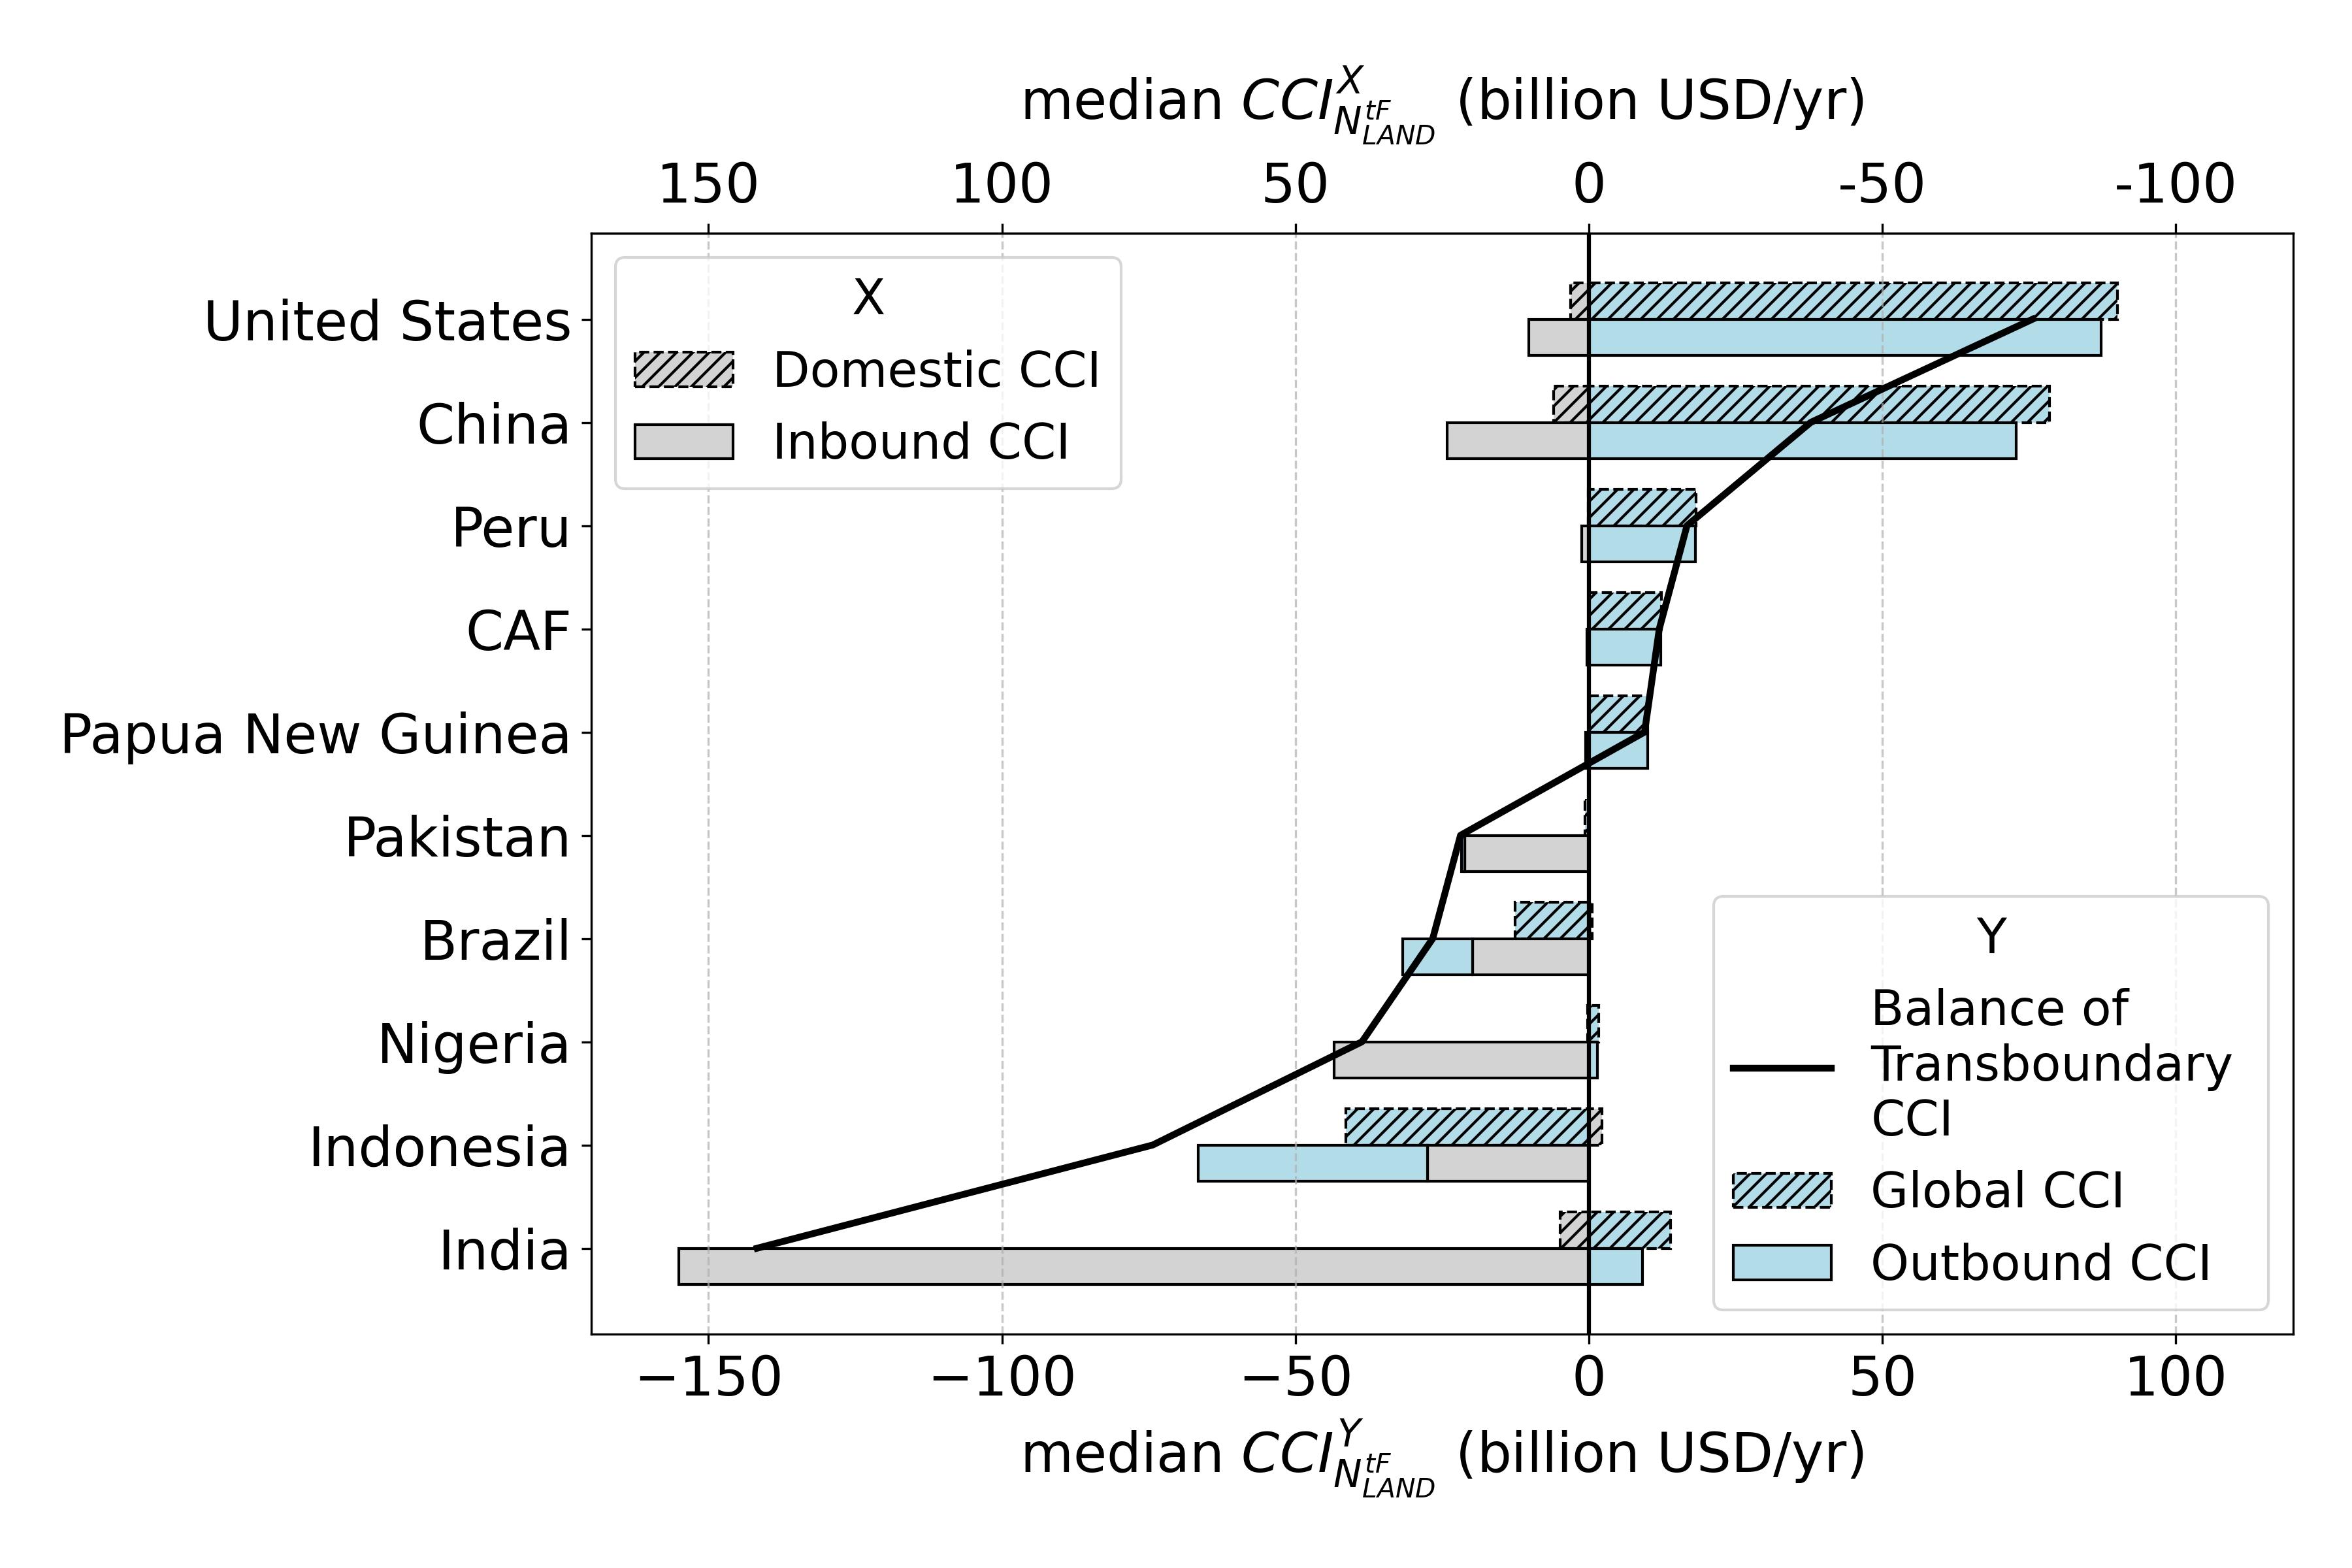 median CCI^X_{N^{tF}_{LAND}} (billion USD/yr)
150 100 50 0 -50 -100
X
Domestic CCI
Inbound CCI
United States
China
Peru
CAF
Papua New Guinea
Pakistan
Brazil
Nigeria
Indonesia
India
Y
Balance of
Transboundary
CCI
Global CCI
Outbound CCI
−150 −100 −50 0 50 100
median CCI^Y_{N^{tF}_{LAND}} (billion USD/yr)